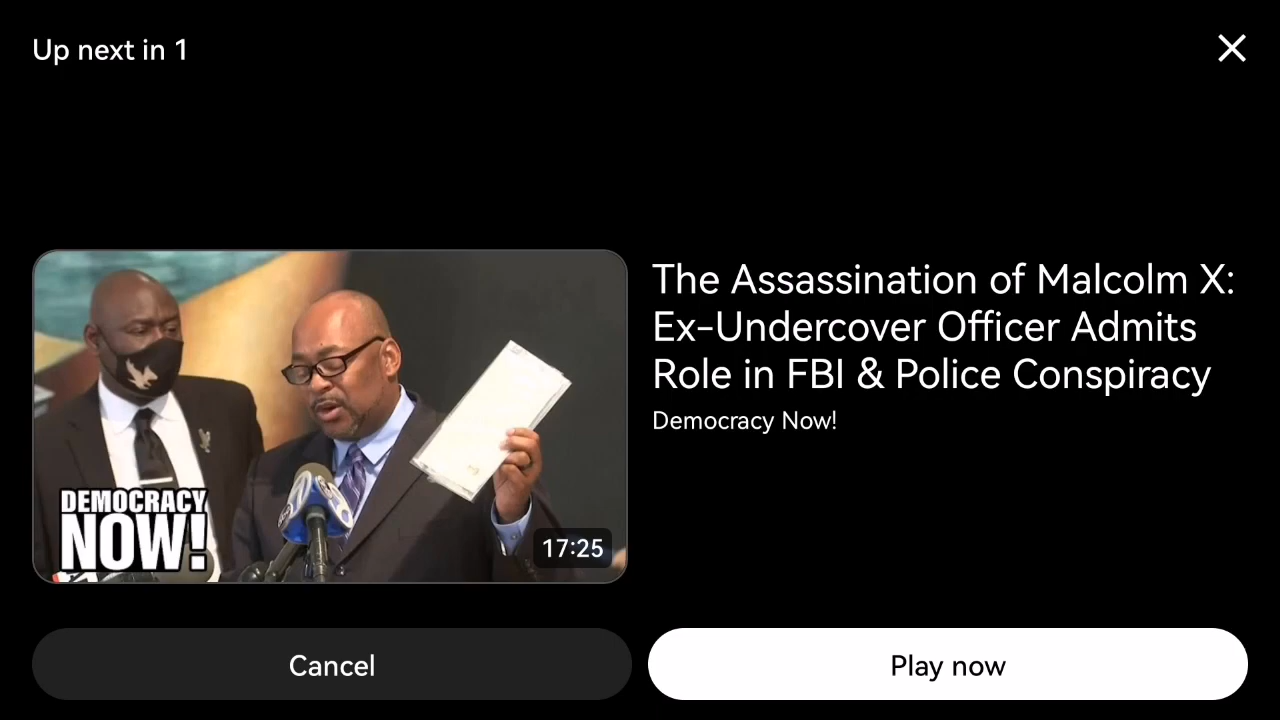 Up next in 1
The Assassination of Malcolm X:
Ex-Undercover Officer Admits
Role in FBI & Police Conspiracy
Democracy Now!
DEMOCRACY
NOW!
17:25
Cancel
Play now